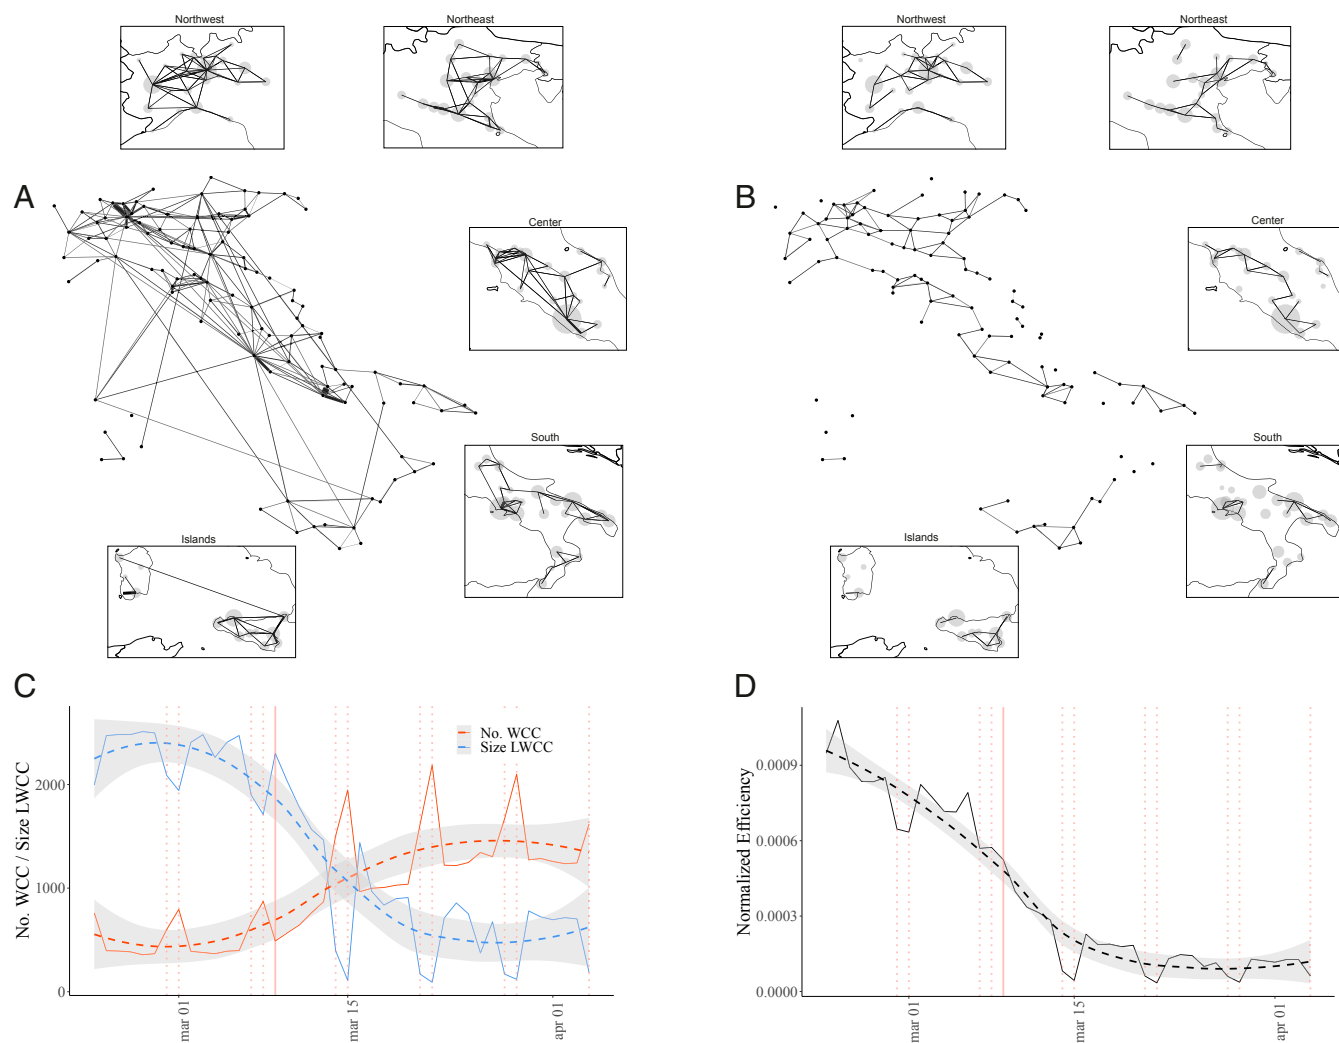 Northwest
Northeast
Northwest
Northeast
A
B
Center
Center
South
South
Islands
Islands
C
D
No. WCC
Size LWCC
No. WCC / Size LWCC
2000
1000
0
mar 01
mar 15
apr 01
Normalized Efficiency
0.0009
0.0006
0.0003
0.0000
mar 01
mar 15
apr 01